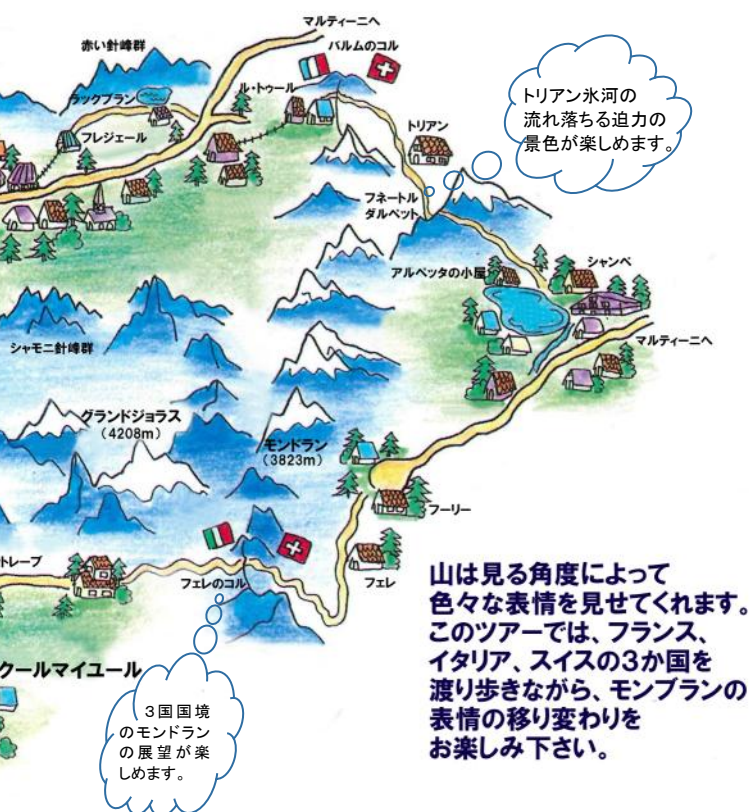 マルティーニへ
赤い針峰群
バルムのコル
ラックブラン
ル・トゥール
フレジェール
トリアン氷河の
流れ落ちる迫力の
景色が楽しめます。
トリアン
フネートル
ダルペット
アルペッタの小屋
シャンペ
シャモニ針峰群
マルティーニへ
グランドジョラス
(4208m)
モンドラン
(3823m)
フーリー
トレーブ
フェレのコル
フェレ
クールマイユール
3国国境
のモンドラン
の展望が楽
しめます。
山は見る角度によって
色々な表情を見せてくれます。
このツアーでは、フランス、
イタリア、スイスの3か国を
渡り歩きながら、モンブランの
表情の移り変わりを
お楽しみ下さい。